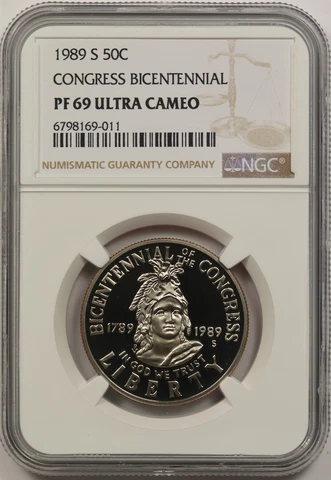 1989 S 50C
CONGRESS BICENTENNIAL
PF 69 ULTRA CAMEO
6798169-011
NUMISMATIC GUARANTY COMPANY
NGC
BICENTENNIAL OF THE CONGRESS
1789 1989
S
IN GOD WE TRUST
LIBERTY